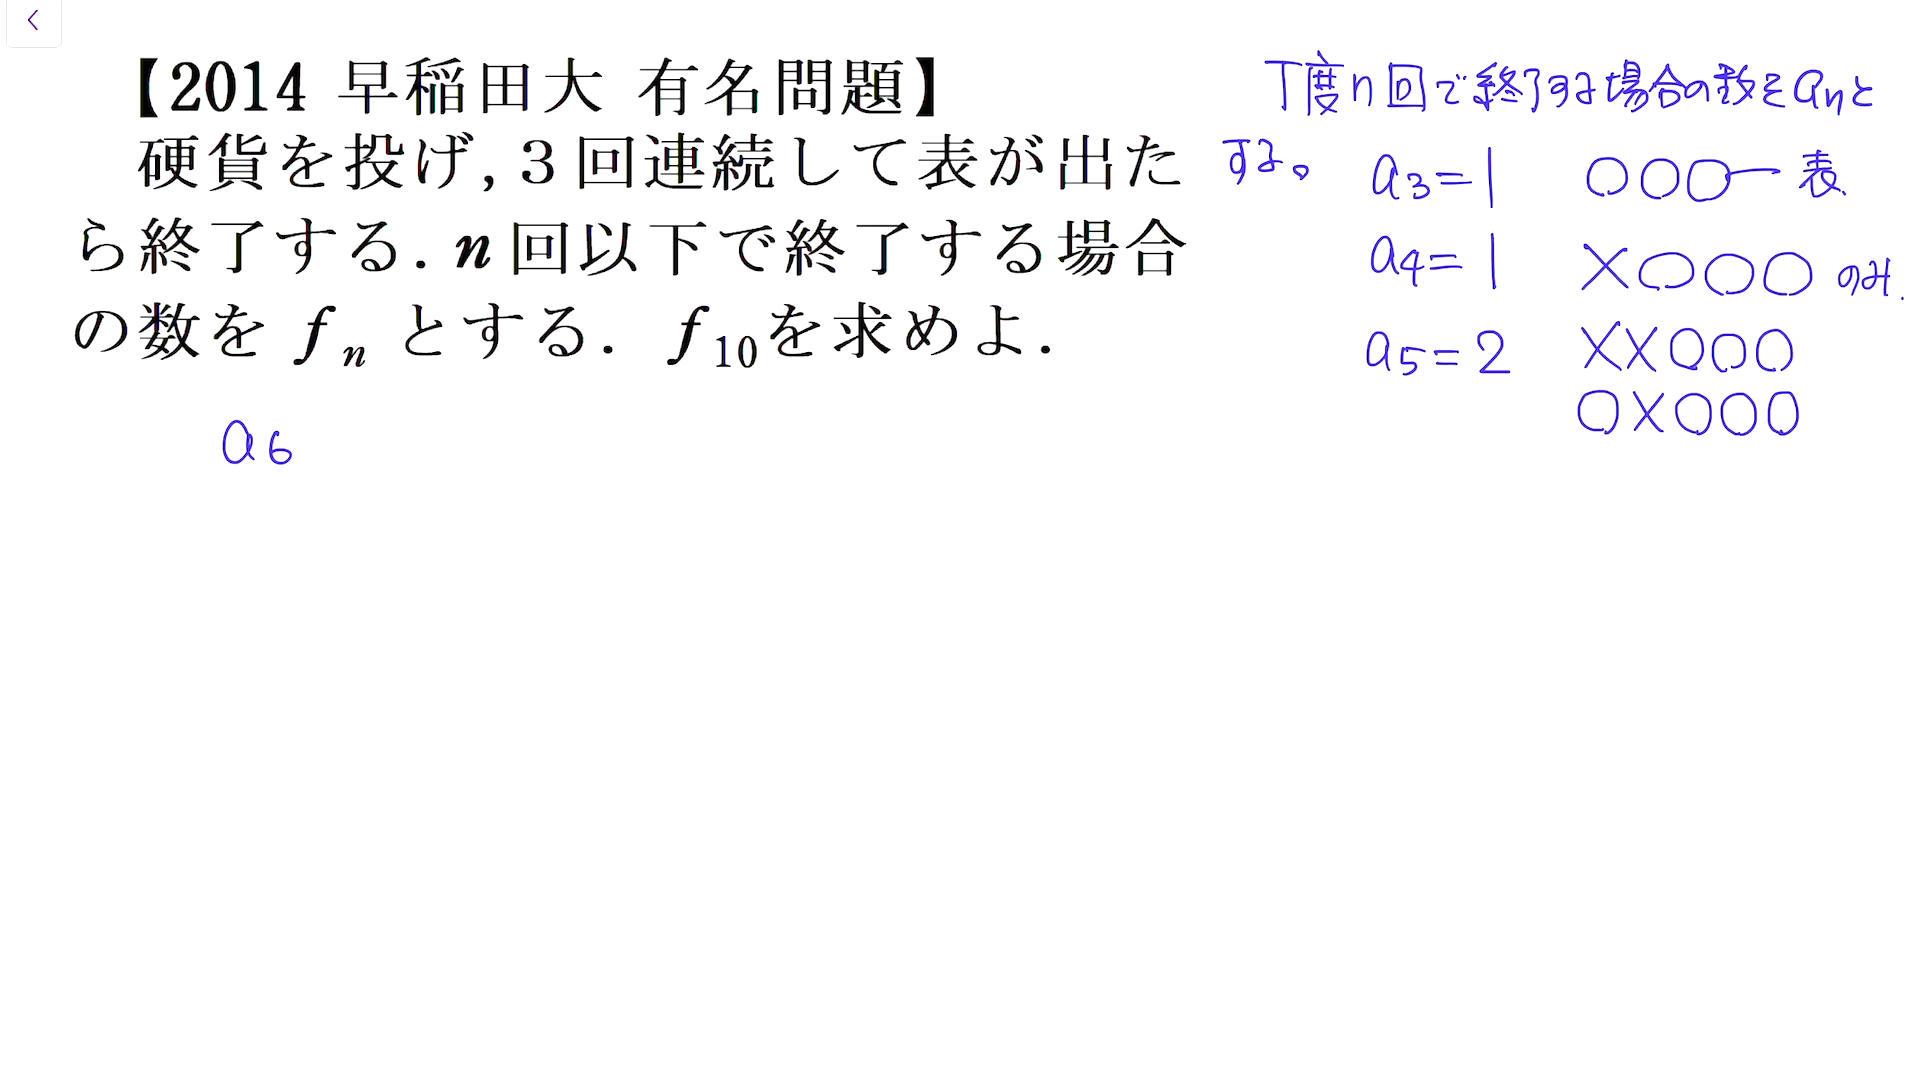 【2014 早稲田大 有名問題】
硬貨を投げ,3回連続して表が出た
ら終了する. n回以下で終了する場合
の数を fn とする. f10を求めよ.
丁度n回で終了する場合の数をanと
する。
a3=1 ○○○ー表.
a4=1 ×○○○のみ.
a5=2 ××○○○
○×○○○
a6